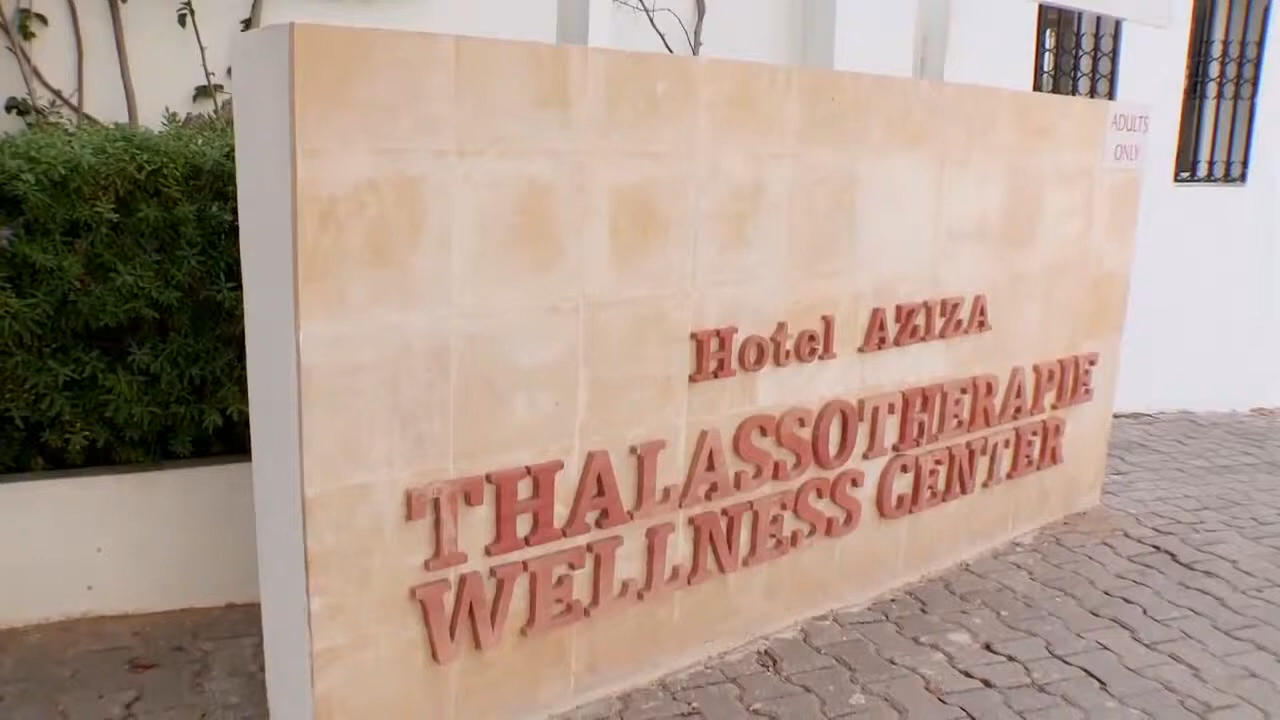 ADULTS
ONLY
Hotel AZIZA
THALASSOTHERAPIE
WELLNESS CENTER